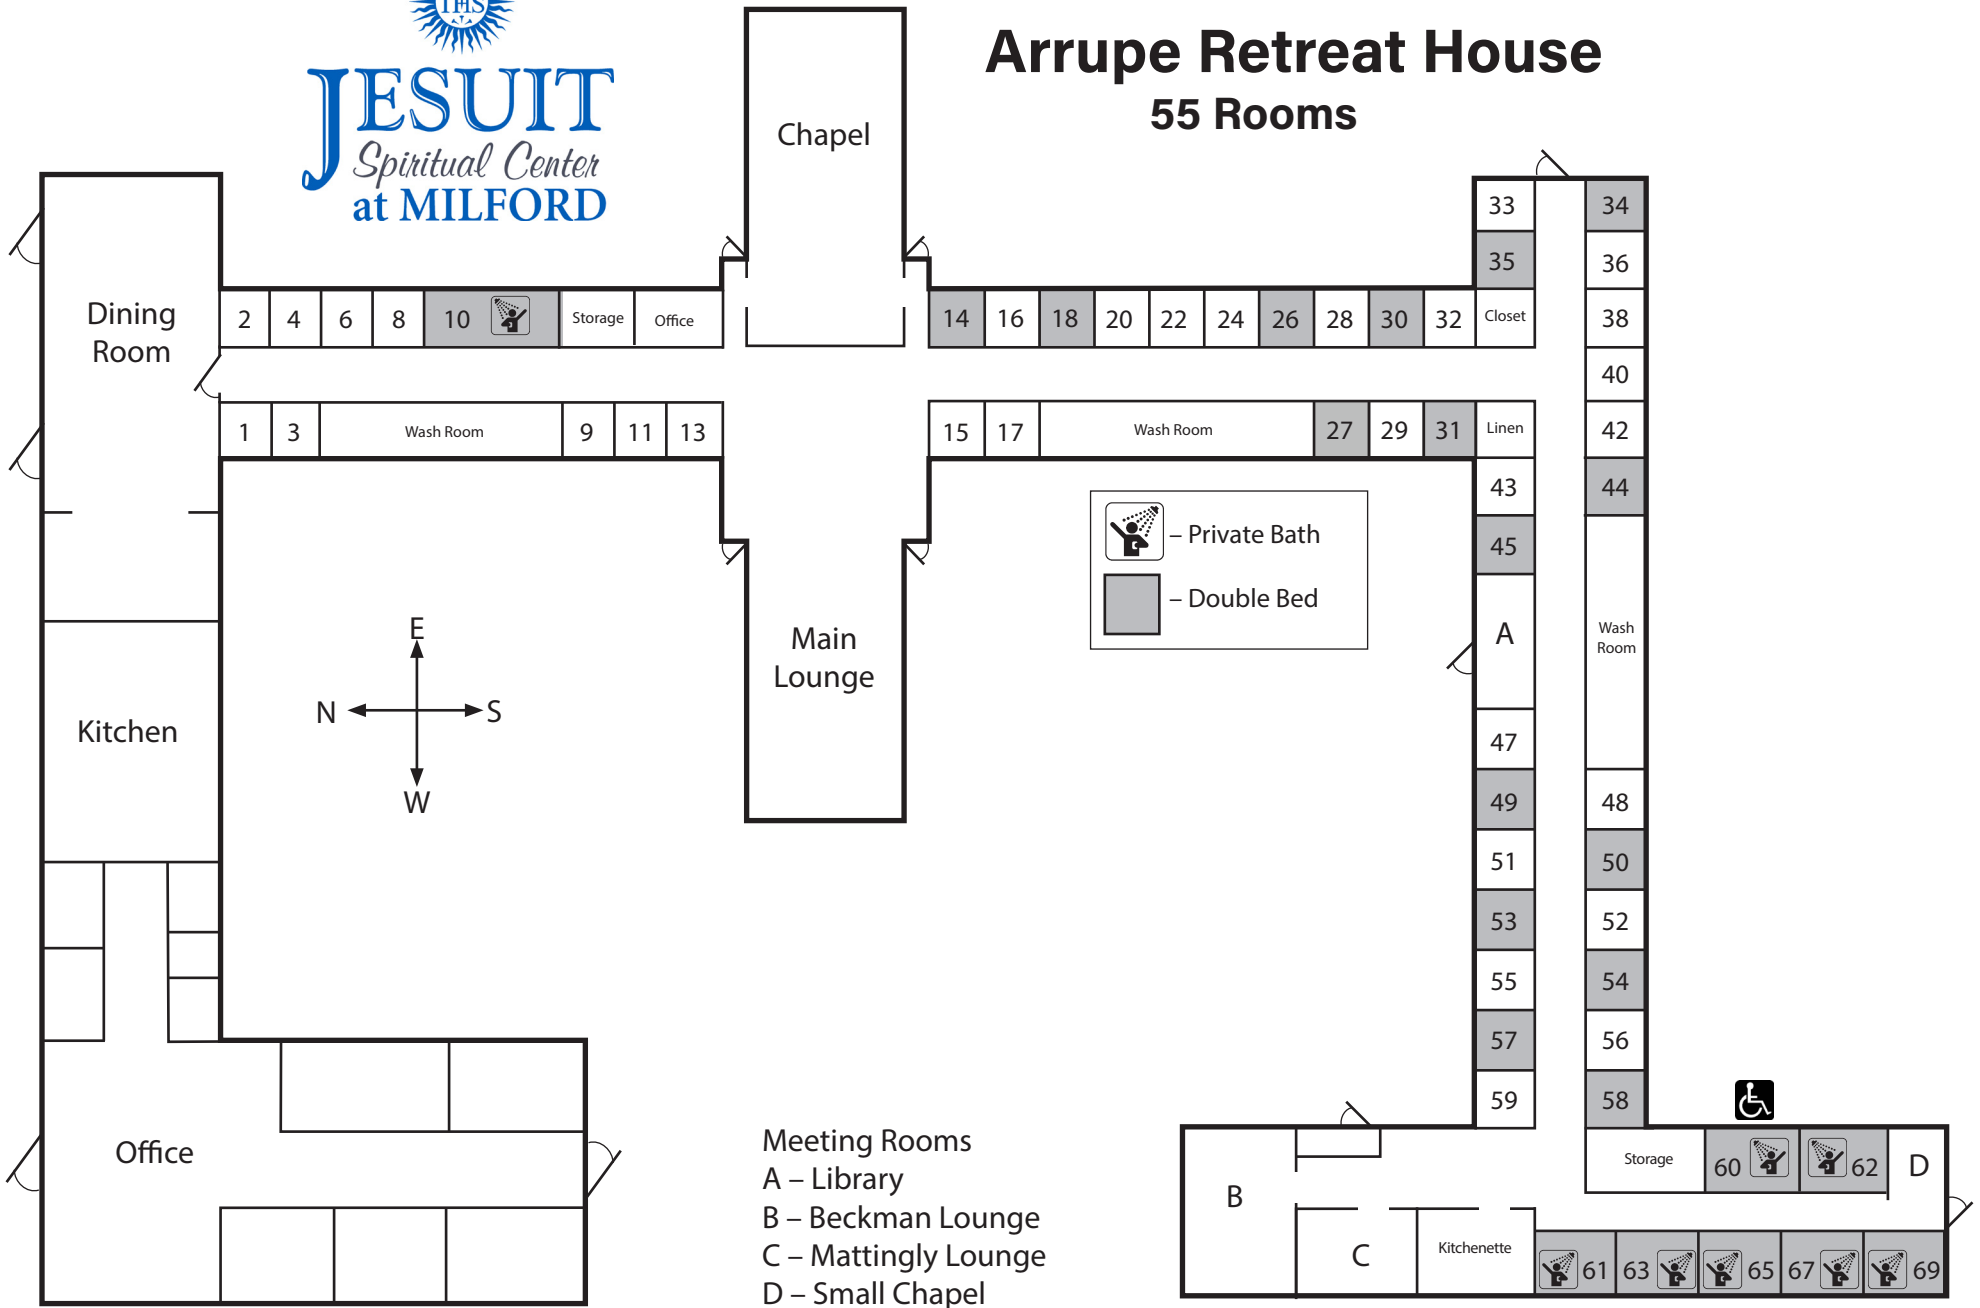 IHS
JESUIT
Spiritual Center
at MILFORD
Arrupe Retreat House
55 Rooms
Chapel
Dining
Room
2 4 6 8 10 Storage Office
14 16 18 20 22 24 26 28 30 32 Closet
1 3 Wash Room 9 11 13
15 17 Wash Room 27 29 31 Linen
33 34
35 36
38
40
42
43 44
45
A
Wash
Room
47
49 48
51 50
53 52
55 54
57 56
59 58
– Private Bath
– Double Bed
E
N S
W
Main
Lounge
Kitchen
Office
Meeting Rooms
A – Library
B – Beckman Lounge
C – Mattingly Lounge
D – Small Chapel
Storage 60 62 D
B
C Kitchenette
61 63 65 67 69